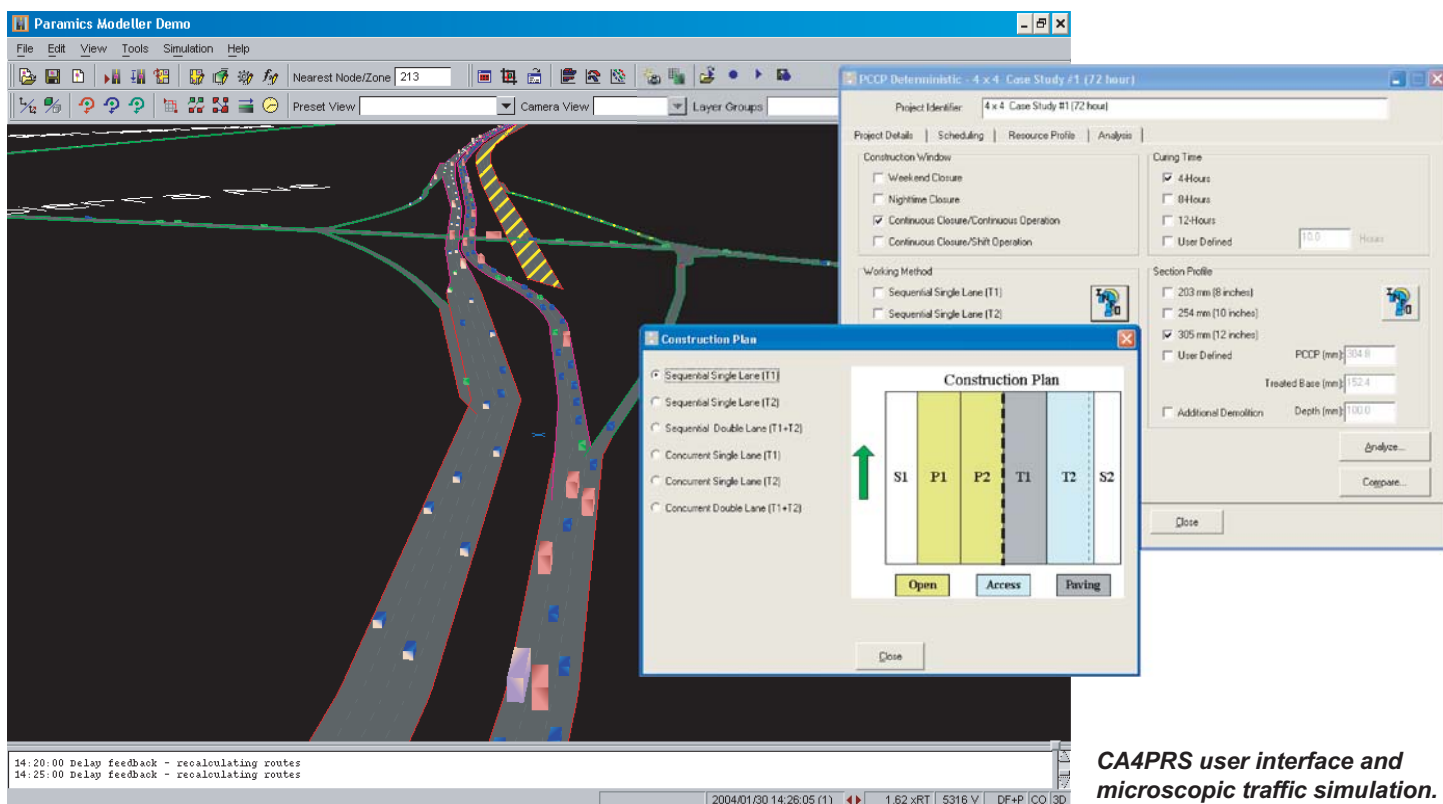 Paramics Modeller Demo
File Edit View Tools Simulation Help
Nearest Node/Zone 213
Preset View Camera View Layer Groups
PCCP Deterministic - 4 x 4 Case Study #1 (72 hour)
Project Identifier 4 x 4 Case Study #1 (72 hour)
Project Details Scheduling Resource Profile Analysis
Construction Window
Weekend Closure
Nighttime Closure
Continuous Closure/Continuous Operation
Continuous Closure/Shift Operation
Curing Time
4-Hours
8-Hours
12-Hours
User Defined 10.0 Hours
Working Method
Sequential Single Lane (T1)
Sequential Single Lane (T2)
Section Profile
203 mm (8 inches)
254 mm (10 inches)
305 mm (12 inches)
User Defined PCCP (mm): 304.8
Treated Base (mm): 152.4
Additional Demolition Depth (mm): 100.0
Analyze...
Compare...
Close
Construction Plan
Sequential Single Lane (T1)
Sequential Single Lane (T2)
Sequential Double Lane (T1+T2)
Concurrent Single Lane (T1)
Concurrent Single Lane (T2)
Concurrent Double Lane (T1+T2)
Construction Plan
S1 P1 P2 T1 T2 S2
Open Access Paving
Close
14:20:00 Delay feedback - recalculating routes
14:25:00 Delay feedback - recalculating routes
2004/01/30 14:26:05 (1) 1.62 xRT 5316 V DF+P CO 3D
CA4PRS user interface and
microscopic traffic simulation.